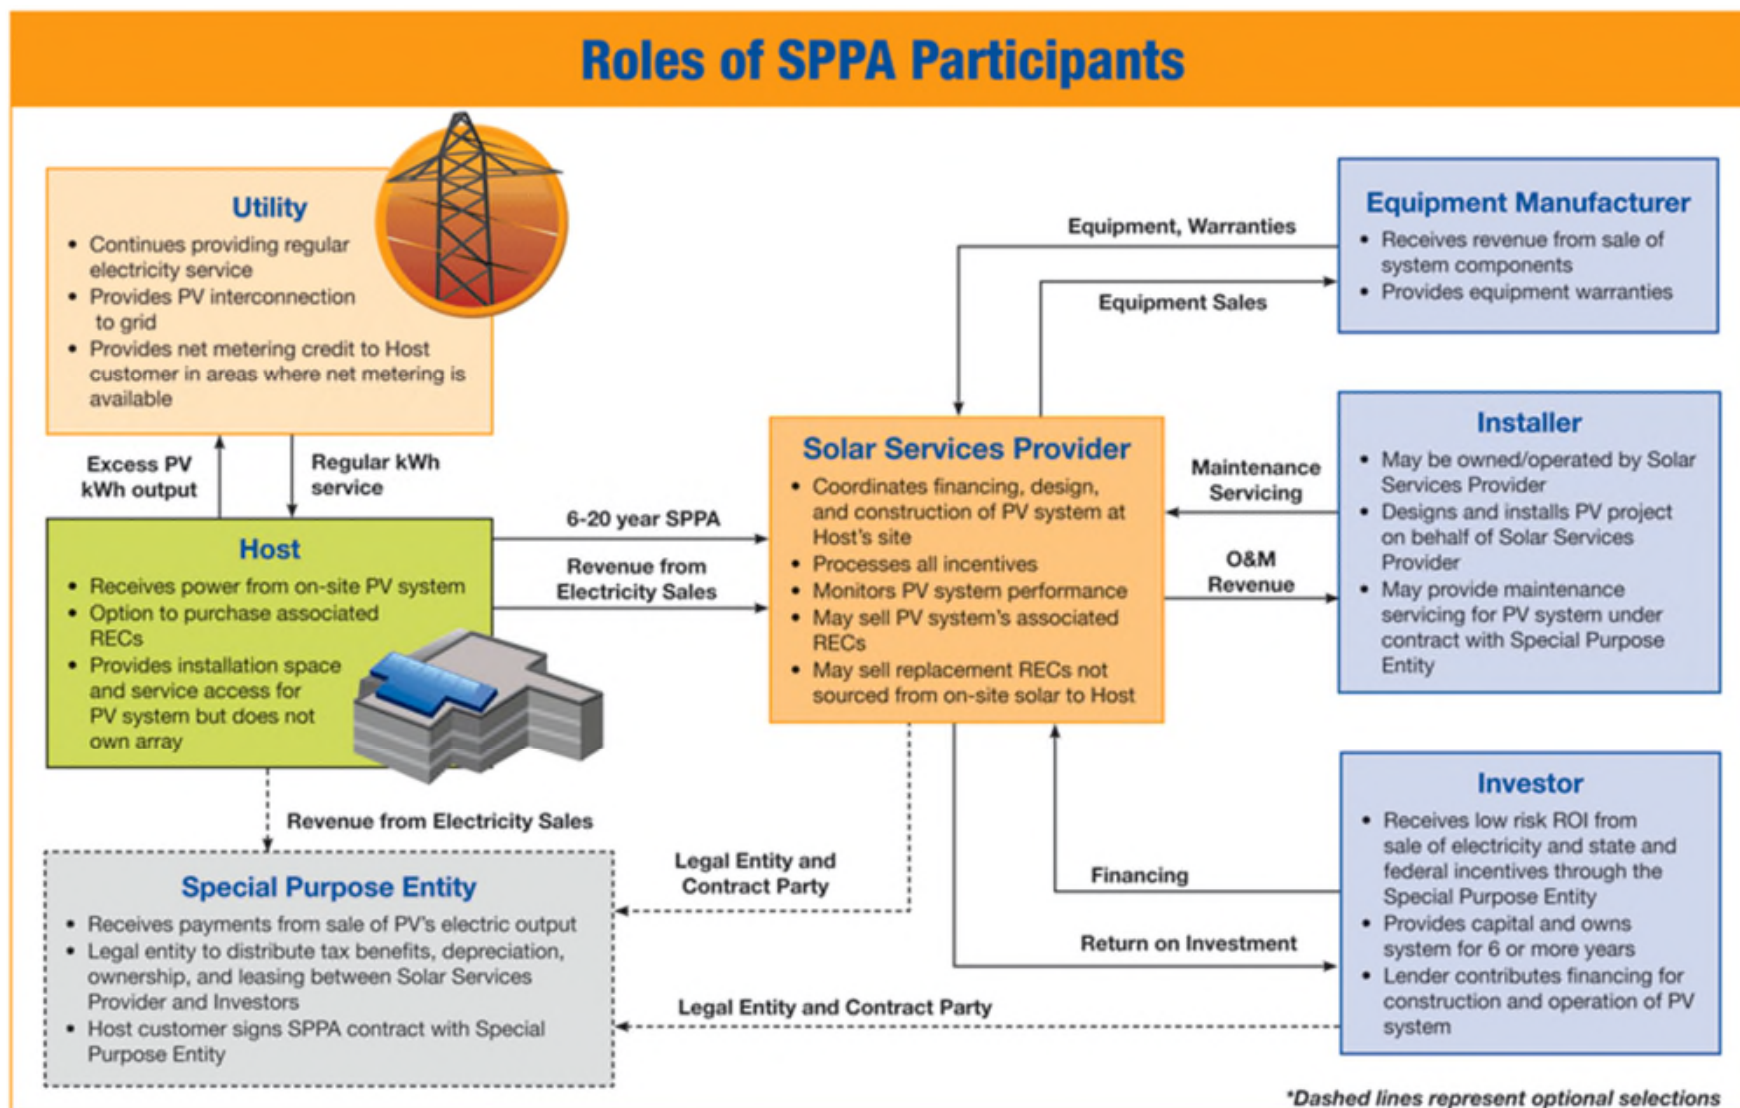 Roles of SPPA Participants
Utility
• Continues providing regular
electricity service
• Provides PV interconnection
to grid
• Provides net metering credit to Host
customer in areas where net metering is
available
Excess PV
kWh output
Regular kWh
service
Host
• Receives power from on-site PV system
• Option to purchase associated
RECs
• Provides installation space
and service access for
PV system but does not
own array
6-20 year SPPA
Revenue from
Electricity Sales
Revenue from Electricity Sales
Special Purpose Entity
• Receives payments from sale of PV's electric output
• Legal entity to distribute tax benefits, depreciation,
ownership, and leasing between Solar Services
Provider and Investors
• Host customer signs SPPA contract with Special
Purpose Entity
Solar Services Provider
• Coordinates financing, design,
and construction of PV system at
Host's site
• Processes all incentives
• Monitors PV system performance
• May sell PV system's associated
RECs
• May sell replacement RECs not
sourced from on-site solar to Host
Equipment, Warranties
Equipment Sales
Equipment Manufacturer
• Receives revenue from sale of
system components
• Provides equipment warranties
Maintenance
Servicing
O&M
Revenue
Installer
• May be owned/operated by Solar
Services Provider
• Designs and installs PV project
on behalf of Solar Services
Provider
• May provide maintenance
servicing for PV system under
contract with Special Purpose
Entity
Legal Entity and
Contract Party
Financing
Return on Investment
Legal Entity and Contract Party
Investor
• Receives low risk ROI from
sale of electricity and state and
federal incentives through the
Special Purpose Entity
• Provides capital and owns
system for 6 or more years
• Lender contributes financing for
construction and operation of PV
system
*Dashed lines represent optional selections